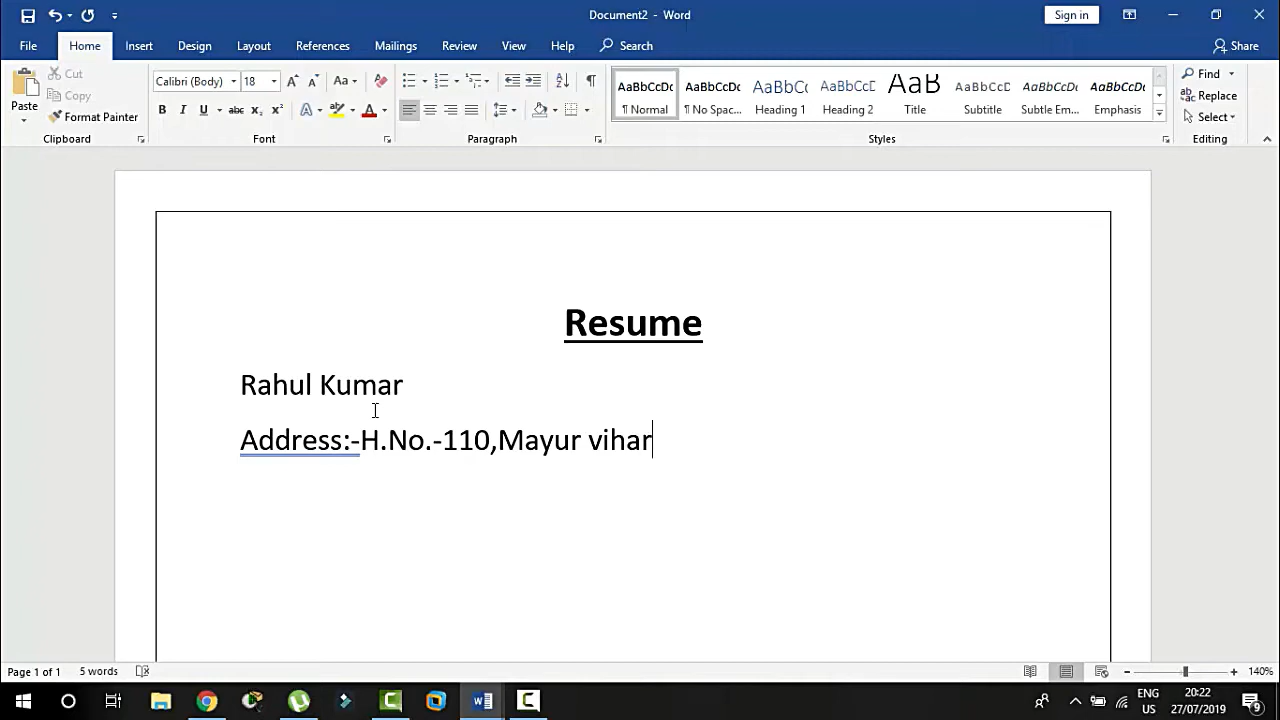 Document2 - Word
Sign in
File Home Insert Design Layout References Mailings Review View Help Search Share
Paste
Cut
Copy
Format Painter
Clipboard
Calibri (Body) 18
Font
Paragraph
AaBbCcDc AaBbCcDc AaBbCc AaBbCcD AaB AaBbCcD AaBbCcDc AaBbCcDc
¶ Normal ¶ No Spac... Heading 1 Heading 2 Title Subtitle Subtle Em... Emphasis
Styles
Find
Replace
Select
Editing
Resume
Rahul Kumar
Address:-H.No.-110,Mayur vihar
Page 1 of 1 5 words 140%
ENG
US
20:22
27/07/2019
9